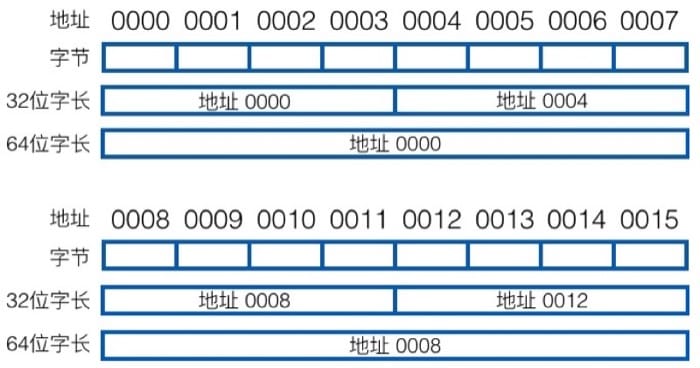 地址 0000 0001 0002 0003 0004 0005 0006 0007
字节
32位字长 地址 0000 地址 0004
64位字长 地址 0000
地址 0008 0009 0010 0011 0012 0013 0014 0015
字节
32位字长 地址 0008 地址 0012
64位字长 地址 0008